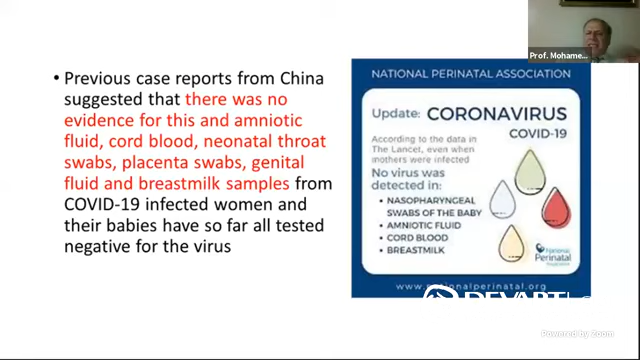 Prof. Mohame...
• Previous case reports from China
suggested that there was no
evidence for this and amniotic
fluid, cord blood, neonatal throat
swabs, placenta swabs, genital
fluid and breastmilk samples from
COVID-19 infected women and
their babies have so far all tested
negative for the virus
NATIONAL PERINATAL ASSOCIATION
Update: CORONAVIRUS
COVID-19
According to the data in
The Lancet, even when
mothers were infected
No virus was
detected in:
• NASOPHARYNGEAL
SWABS OF THE BABY
• AMNIOTIC FLUID
• CORD BLOOD
• BREASTMILK
National
Perinatal
www.nationalperinatal.org
Powered by Zoom